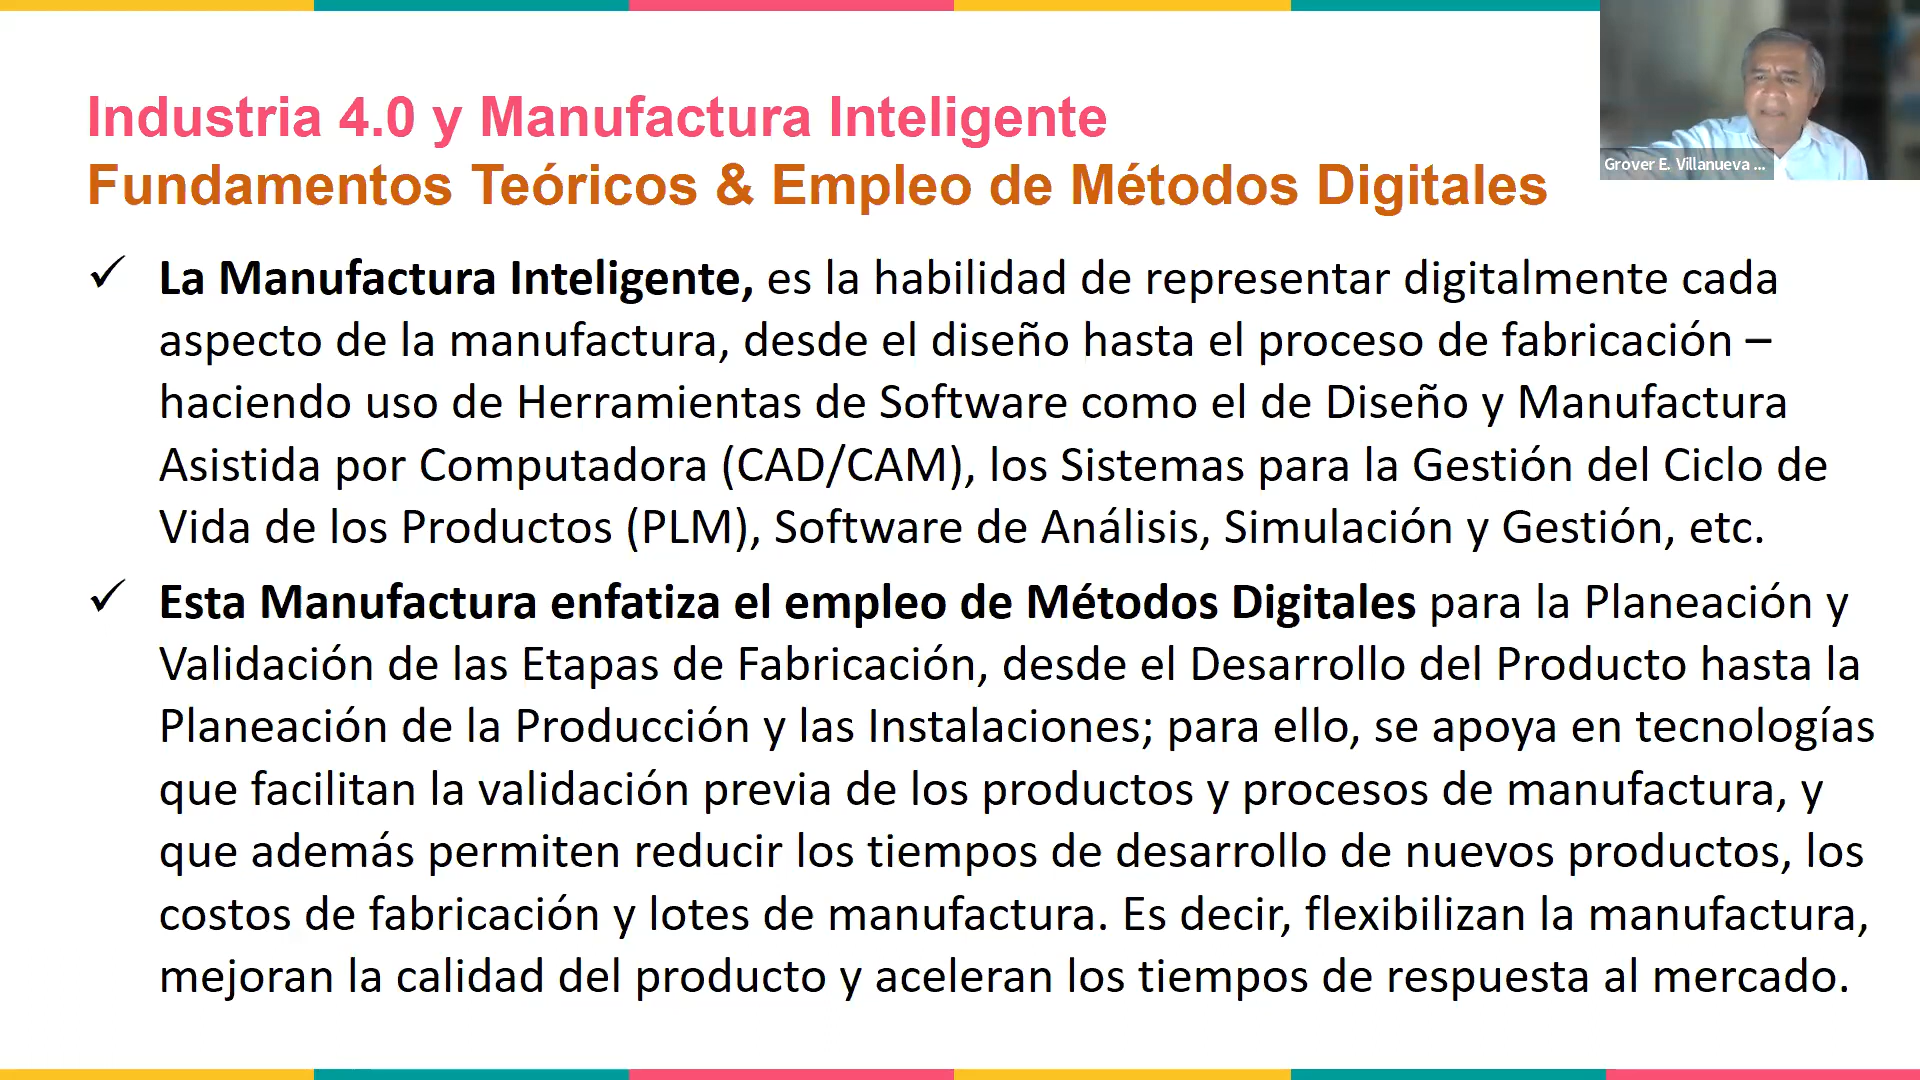 Industria 4.0 y Manufactura Inteligente
Fundamentos Teóricos & Empleo de Métodos Digitales
Grover E. Villanueva ...
✓ La Manufactura Inteligente, es la habilidad de representar digitalmente cada
aspecto de la manufactura, desde el diseño hasta el proceso de fabricación –
haciendo uso de Herramientas de Software como el de Diseño y Manufactura
Asistida por Computadora (CAD/CAM), los Sistemas para la Gestión del Ciclo de
Vida de los Productos (PLM), Software de Análisis, Simulación y Gestión, etc.
✓ Esta Manufactura enfatiza el empleo de Métodos Digitales para la Planeación y
Validación de las Etapas de Fabricación, desde el Desarrollo del Producto hasta la
Planeación de la Producción y las Instalaciones; para ello, se apoya en tecnologías
que facilitan la validación previa de los productos y procesos de manufactura, y
que además permiten reducir los tiempos de desarrollo de nuevos productos, los
costos de fabricación y lotes de manufactura. Es decir, flexibilizan la manufactura,
mejoran la calidad del producto y aceleran los tiempos de respuesta al mercado.